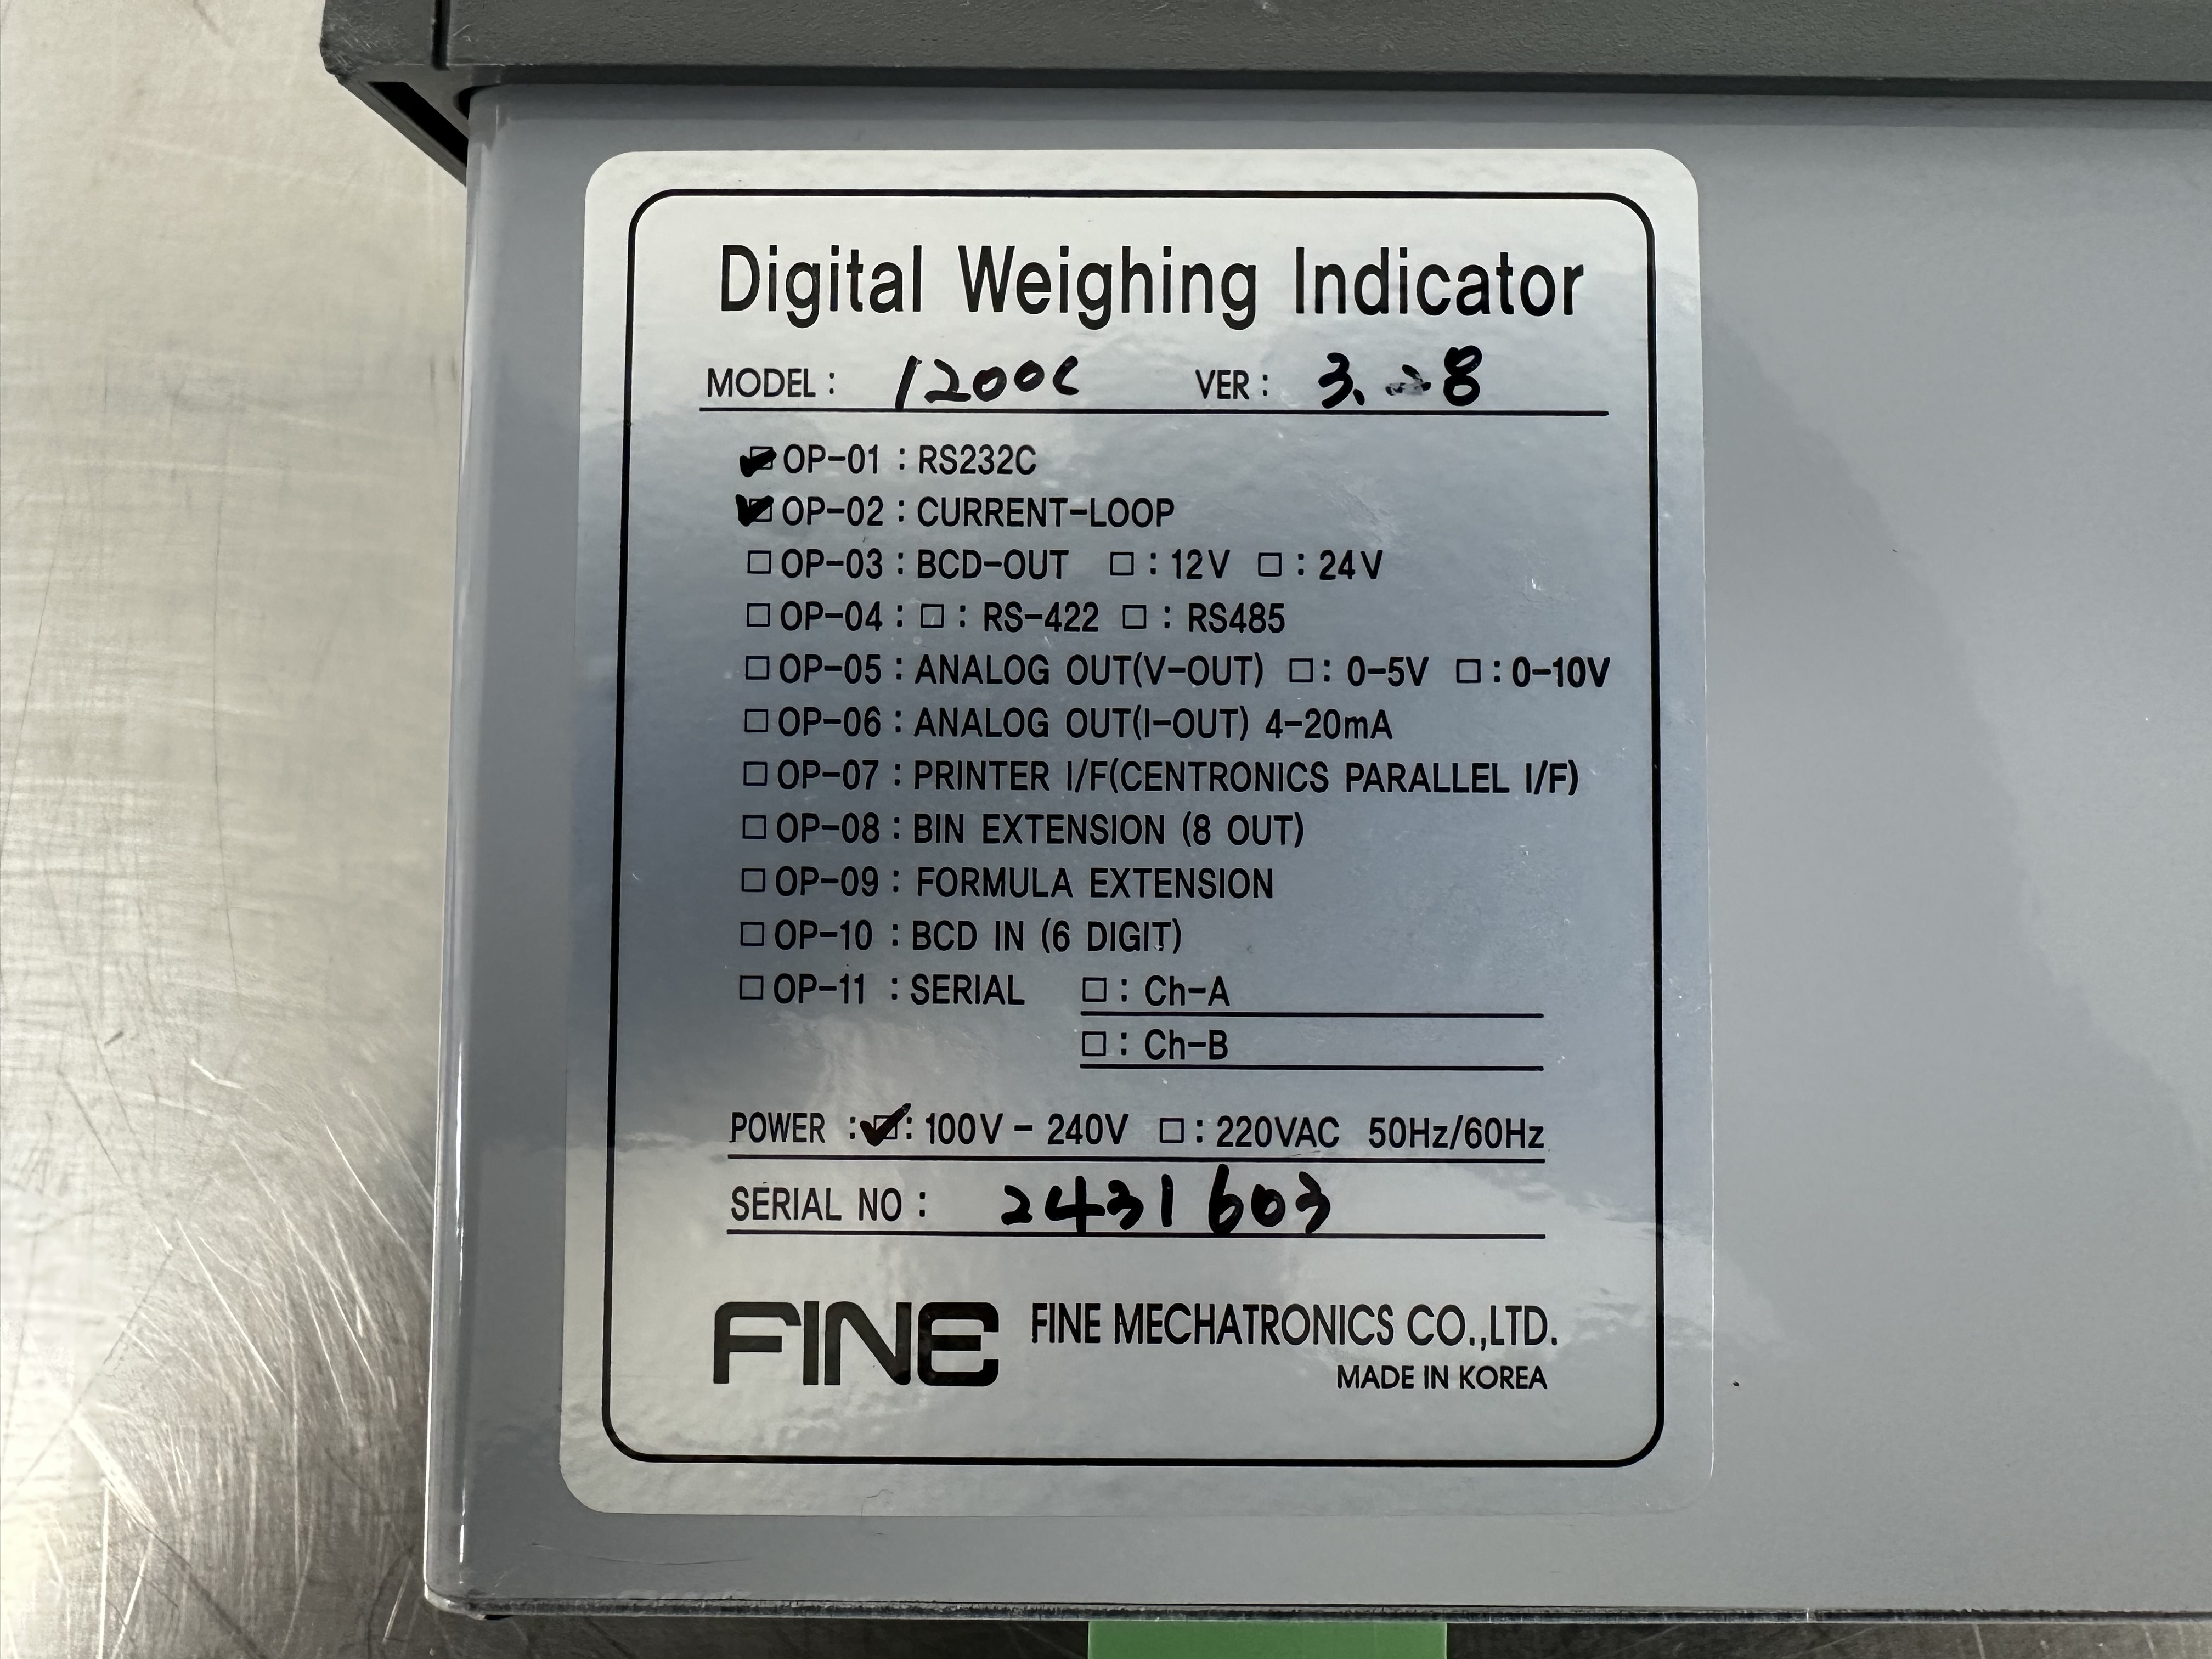 Digital Weighing Indicator
MODEL : 1200C VER : 3. 8
☑ OP-01 : RS232C
☑ OP-02 : CURRENT-LOOP
□ OP-03 : BCD-OUT □ : 12V □ : 24V
□ OP-04 : □ : RS-422 □ : RS485
□ OP-05 : ANALOG OUT(V-OUT) □ : 0-5V □ : 0-10V
□ OP-06 : ANALOG OUT(I-OUT) 4-20mA
□ OP-07 : PRINTER I/F(CENTRONICS PARALLEL I/F)
□ OP-08 : BIN EXTENSION (8 OUT)
□ OP-09 : FORMULA EXTENSION
□ OP-10 : BCD IN (6 DIGIT)
□ OP-11 : SERIAL □ : Ch-A
□ : Ch-B
POWER : ☑ : 100V - 240V □ : 220VAC 50Hz/60Hz
SERIAL NO : 2431603
FINE FINE MECHATRONICS CO.,LTD.
MADE IN KOREA